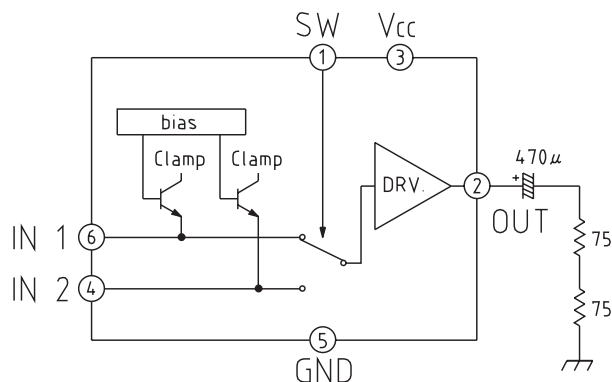 SW
Vcc
1
3
bias
Clamp
Clamp
470μ
+
DRV.
2
OUT
IN 1
6
75
IN 2
4
75
5
GND